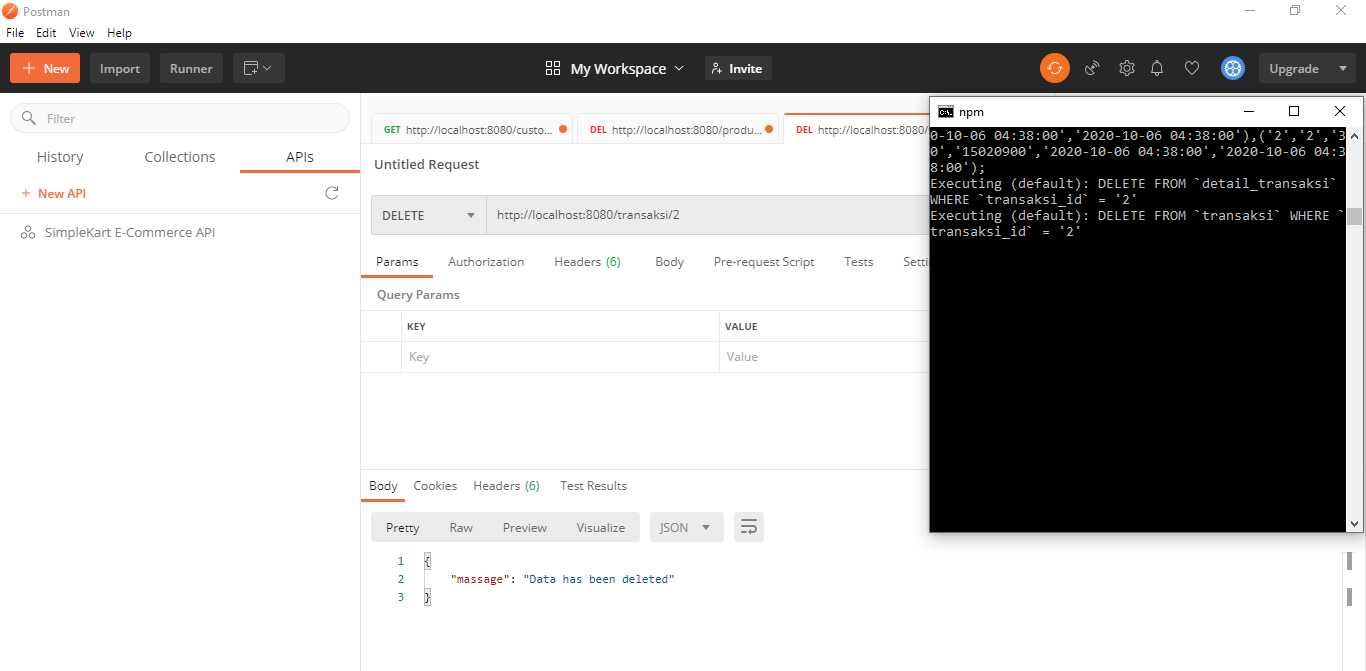 Postman
File Edit View Help
New Import Runner My Workspace Invite Upgrade
Filter
History Collections APIs
+ New API
SimpleKart E-Commerce API
GET http://localhost:8080/custo... DEL http://localhost:8080/produ... DEL http://localhost:8080/
Untitled Request
DELETE http://localhost:8080/transaksi/2
Params Authorization Headers (6) Body Pre-request Script Tests Setti
Query Params
KEY VALUE
Key Value
Body Cookies Headers (6) Test Results
Pretty Raw Preview Visualize JSON
1 {
2 "massage": "Data has been deleted"
3 }
C:\. npm
0-10-06 04:38:00','2020-10-06 04:38:00'),('2','2','3
0','15020900','2020-10-06 04:38:00','2020-10-06 04:3
8:00');
Executing (default): DELETE FROM `detail_transaksi`
WHERE `transaksi_id` = '2'
Executing (default): DELETE FROM `transaksi` WHERE `
transaksi_id` = '2'